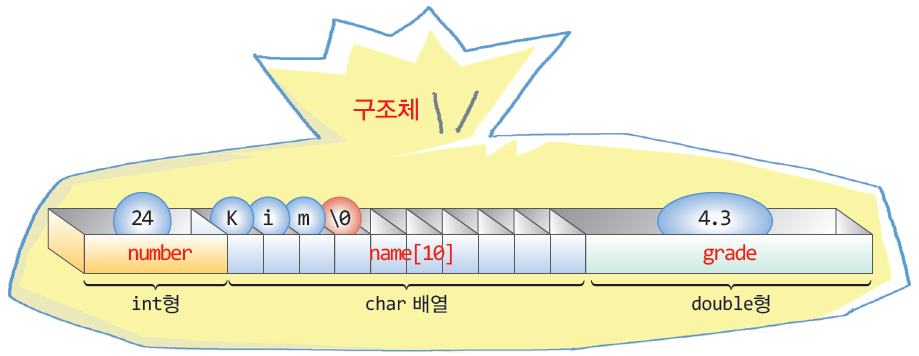 구조체
24 K i m \0 4.3
number name[10] grade
int형 char 배열 double형